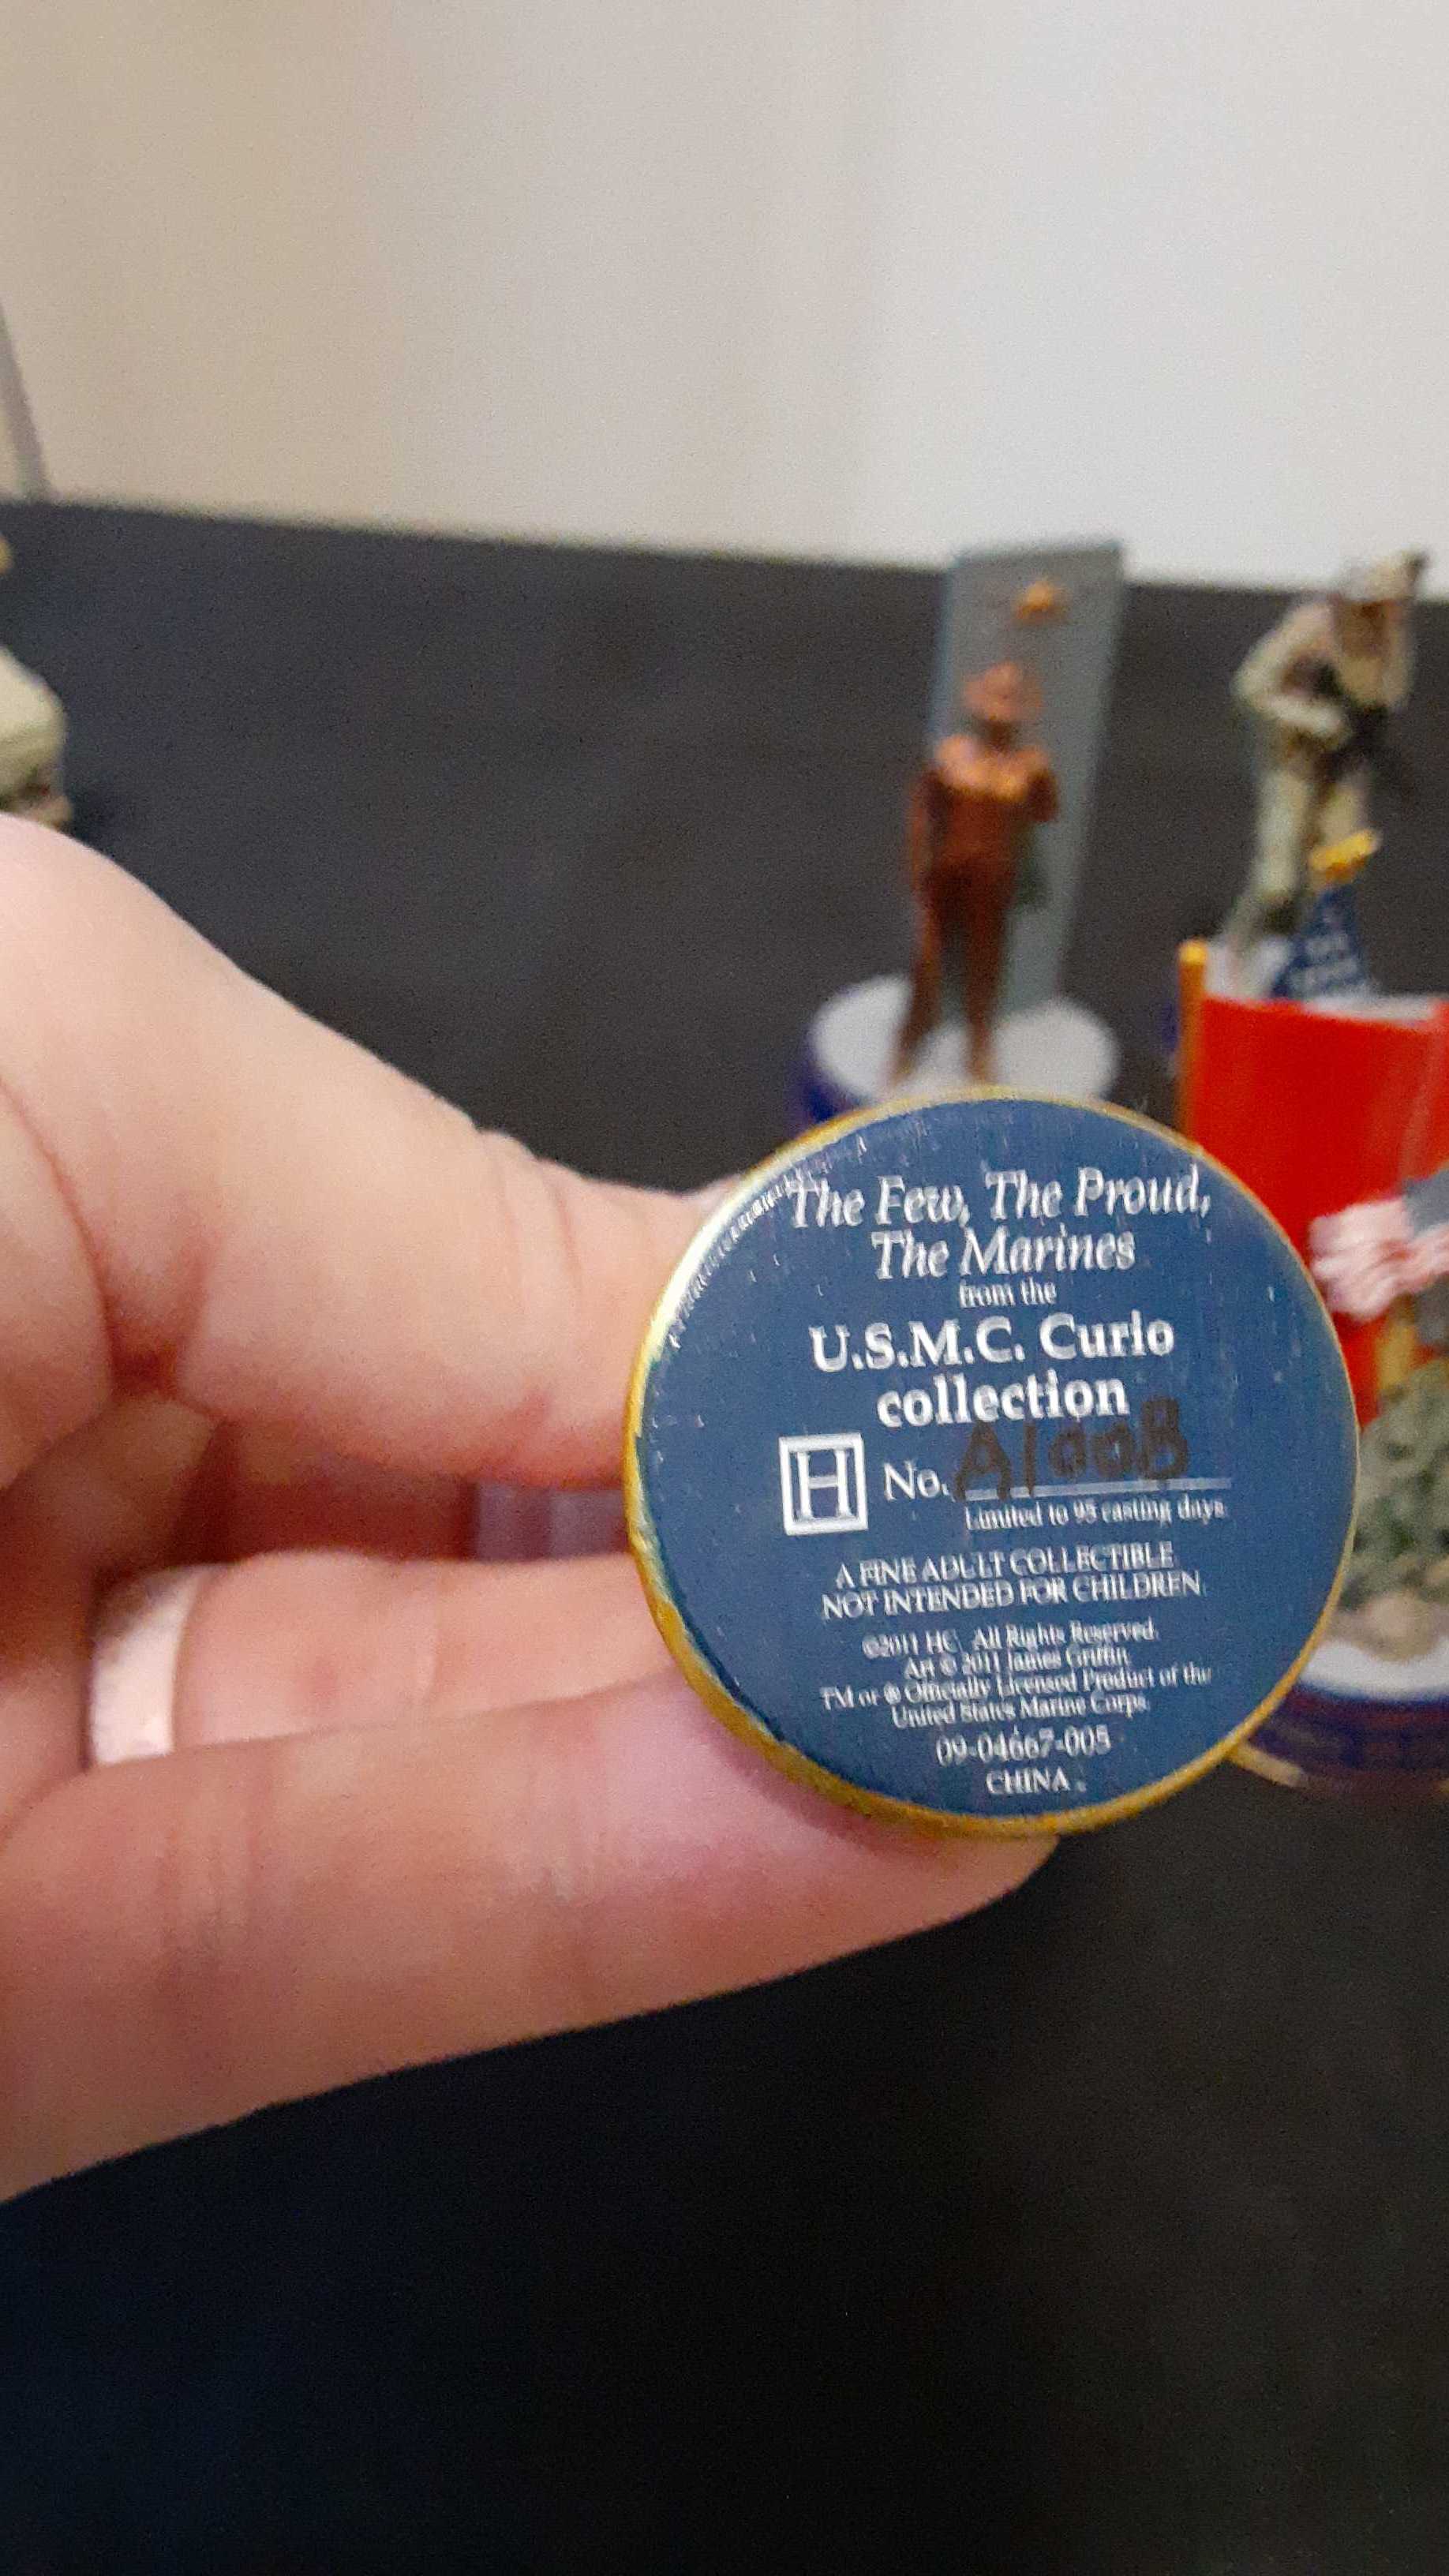 The Few, The Proud,
The Marines
from the
U.S.M.C. Curio
collection
H No. A100B
Limited to 95 casting days.
A FINE ADULT COLLECTIBLE
NOT INTENDED FOR CHILDREN.
©2011 HC. All Rights Reserved.
Art © 2011 James Griffin
TM or ® Officially Licensed Product of the
United States Marine Corps.
09-04667-005
CHINA